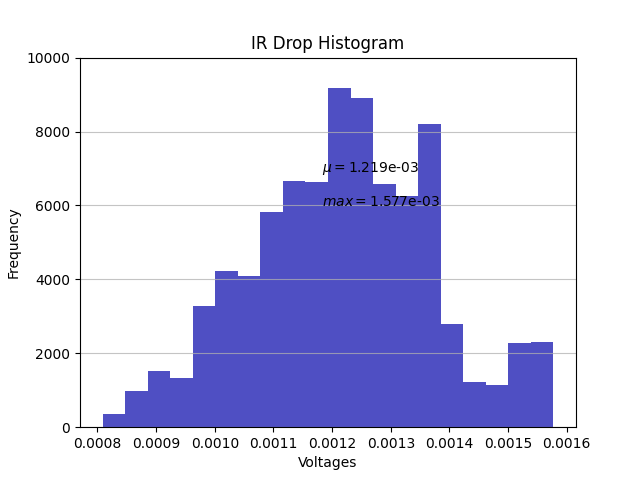 IR Drop Histogram
10000
8000
6000
4000
2000
0
Frequency
μ = 1.219e-03
max = 1.577e-03
0.0008 0.0009 0.0010 0.0011 0.0012 0.0013 0.0014 0.0015 0.0016
Voltages